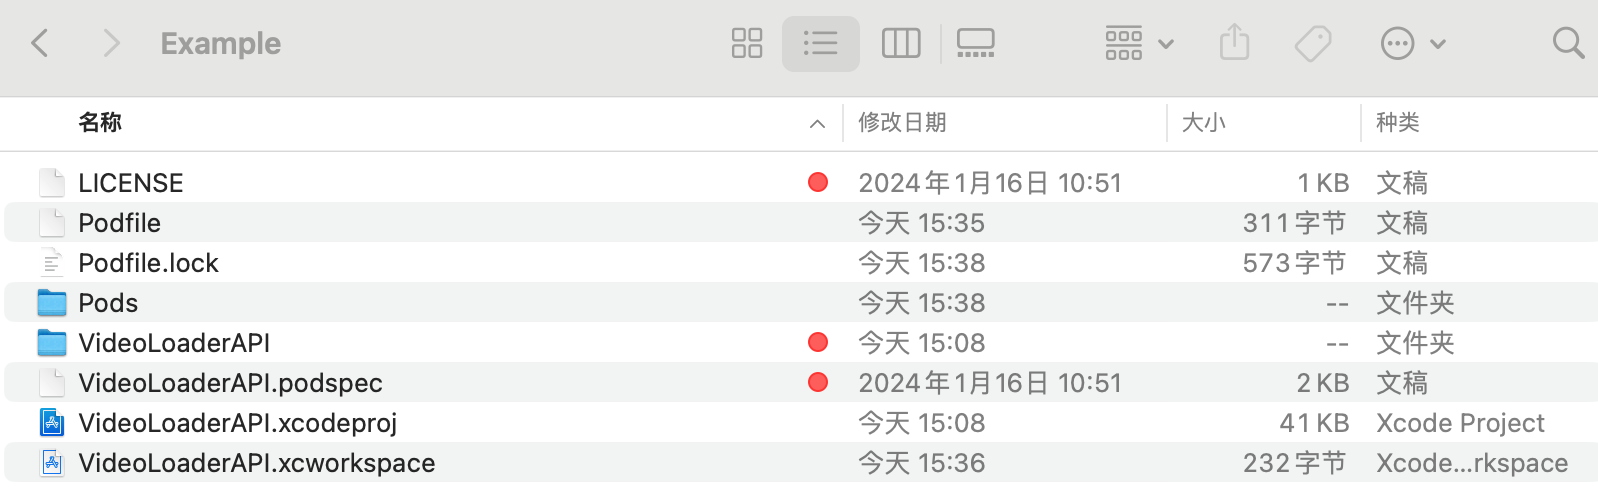 Example
名称 修改日期 大小 种类
LICENSE 2024年1月16日 10:51 1 KB 文稿
Podfile 今天 15:35 311字节 文稿
Podfile.lock 今天 15:38 573字节 文稿
Pods 今天 15:38 -- 文件夹
VideoLoaderAPI 今天 15:08 -- 文件夹
VideoLoaderAPI.podspec 2024年1月16日 10:51 2 KB 文稿
VideoLoaderAPI.xcodeproj 今天 15:08 41 KB Xcode Project
VideoLoaderAPI.xcworkspace 今天 15:36 232字节 Xcode...rkspace